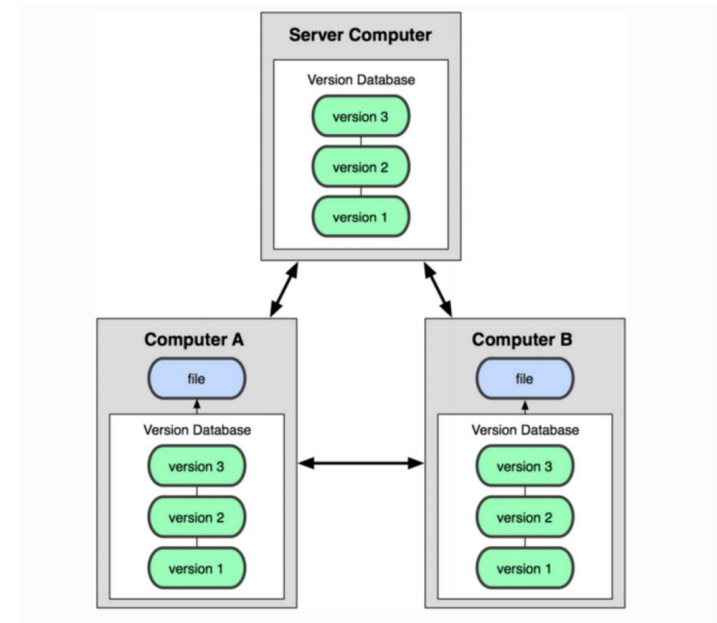 Server Computer
Version Database
version 3
version 2
version 1
Computer A
file
Version Database
version 3
version 2
version 1
Computer B
file
Version Database
version 3
version 2
version 1